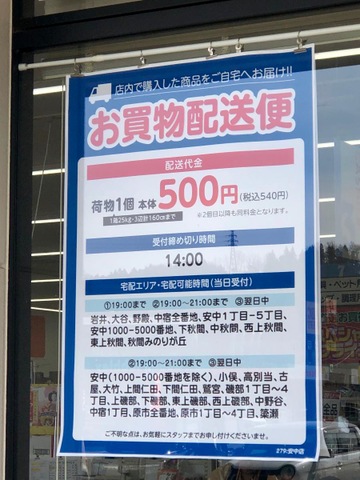 店内で購入した商品をご自宅へお届け!!
お買物配送便
配送代金
荷物1個 本体500円(税込540円)
1箱25kg・3辺計160cmまで
※2個目以降も同料金となります。
受付締め切り時間
14:00
宅配エリア・宅配可能時間(当日受付)
①19:00まで ②19:00〜21:00まで ③翌日中
岩井、大谷、野殿、中宿全番地、安中1丁目〜5丁目、
安中1000-5000番地、下秋間、中秋間、西上秋間、
東上秋間、秋間みのりが丘
②19:00〜21:00まで ③翌日中
安中(1000-5000番地を除く)、小俣、高別当、古
屋、大竹、上間仁田、下間仁田、鷺宮、磯部1丁目〜4
丁目、上磯部、下磯部、東上磯部、西上磯部、中野谷、
中宿1丁目、原市全番地、原市1丁目〜4丁目、簗瀬
ご不明な点は、お気軽にスタッフまでお申し付けくださいませ。
279:安中店